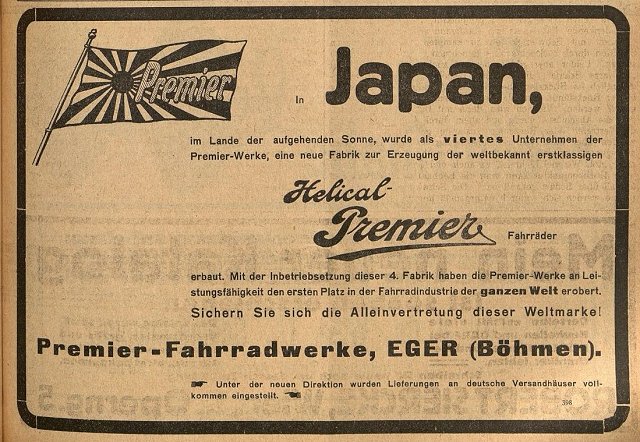 Premier
In Japan,
im Lande der aufgehenden Sonne, wurde als viertes Unternehmen der
Premier-Werke, eine neue Fabrik zur Erzeugung der weltbekannt erstklassigen
Helical-
Premier Fahrräder
erbaut. Mit der Inbetriebsetzung dieser 4. Fabrik haben die Premier-Werke an Lei-
stungsfähigkeit den ersten Platz in der Fahrradindustrie der ganzen Welt erobert.
Sichern Sie sich die Alleinvertretung dieser Weltmarke!
Premier-Fahrradwerke, EGER (Böhmen).
Unter der neuen Direktion wurden Lieferungen an deutsche Versandhäuser voll-
kommen eingestellt.
398